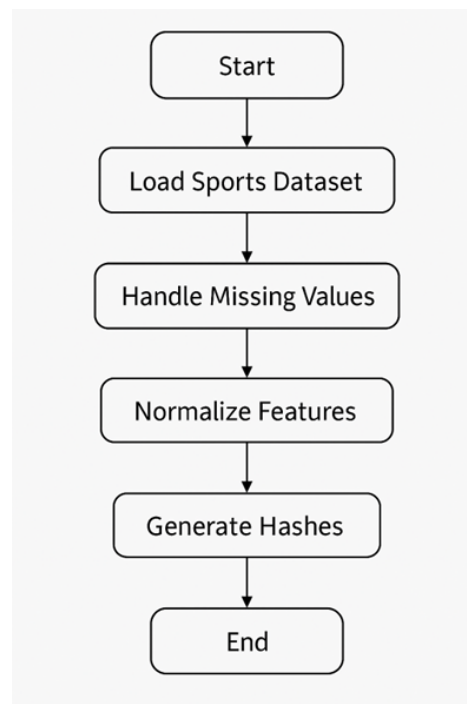 Start
Load Sports Dataset
Handle Missing Values
Normalize Features
Generate Hashes
End